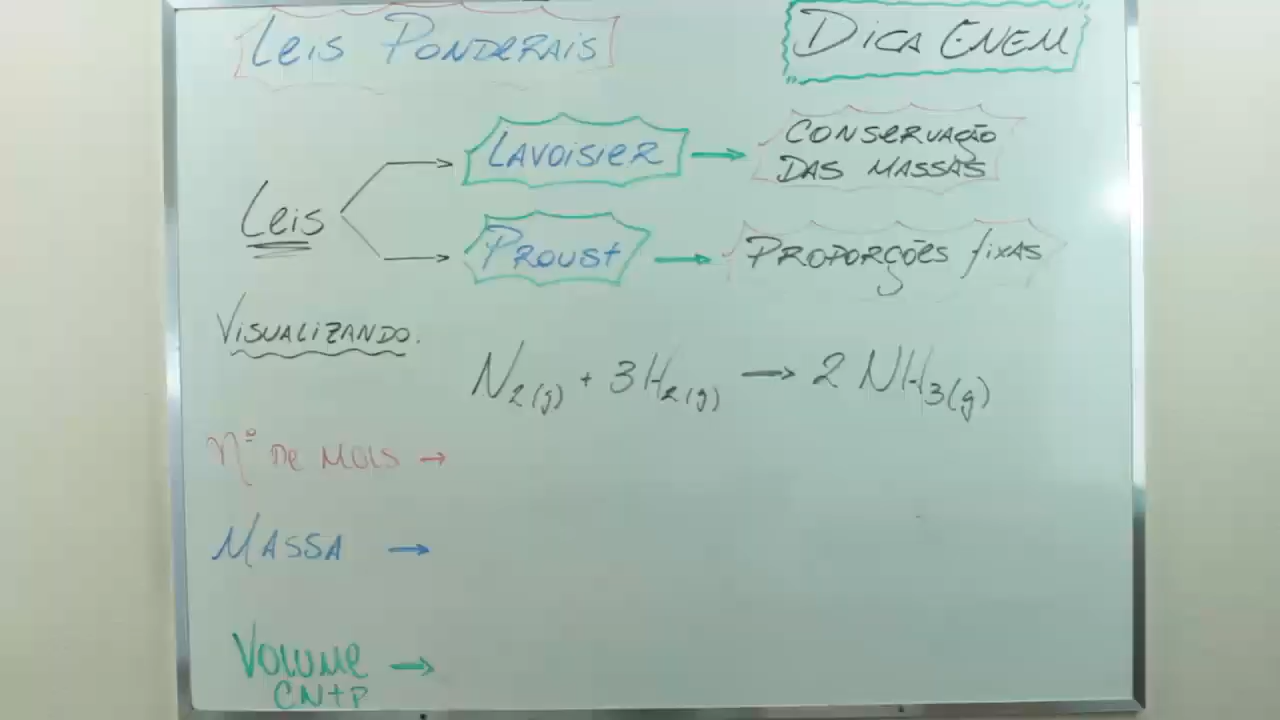 Leis Ponderais
Dica Enem
Lavoisier → Conservação
das massas
Leis
Proust → Proporções fixas
Visualizando.
N₂(g) + 3H₂(g) → 2 NH₃(g)
nº de mols →
Massa →
Volume →
CNTP